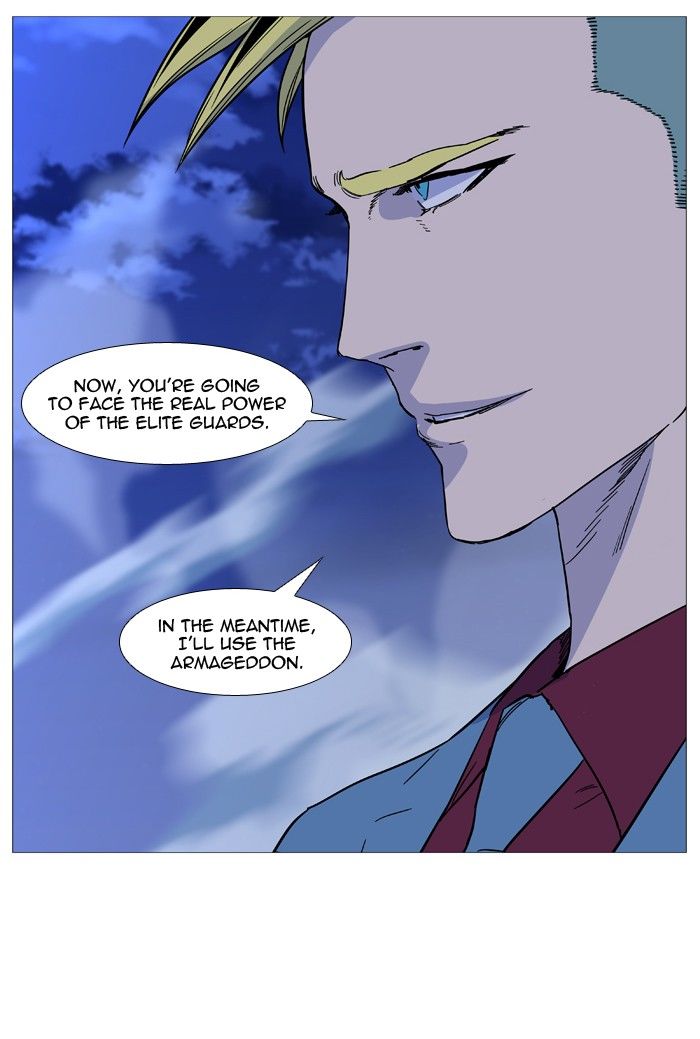 NOW, YOU'RE GOING
TO FACE THE REAL POWER
OF THE ELITE GUARDS.
IN THE MEANTIME,
I'LL USE THE
ARMAGEDDON.